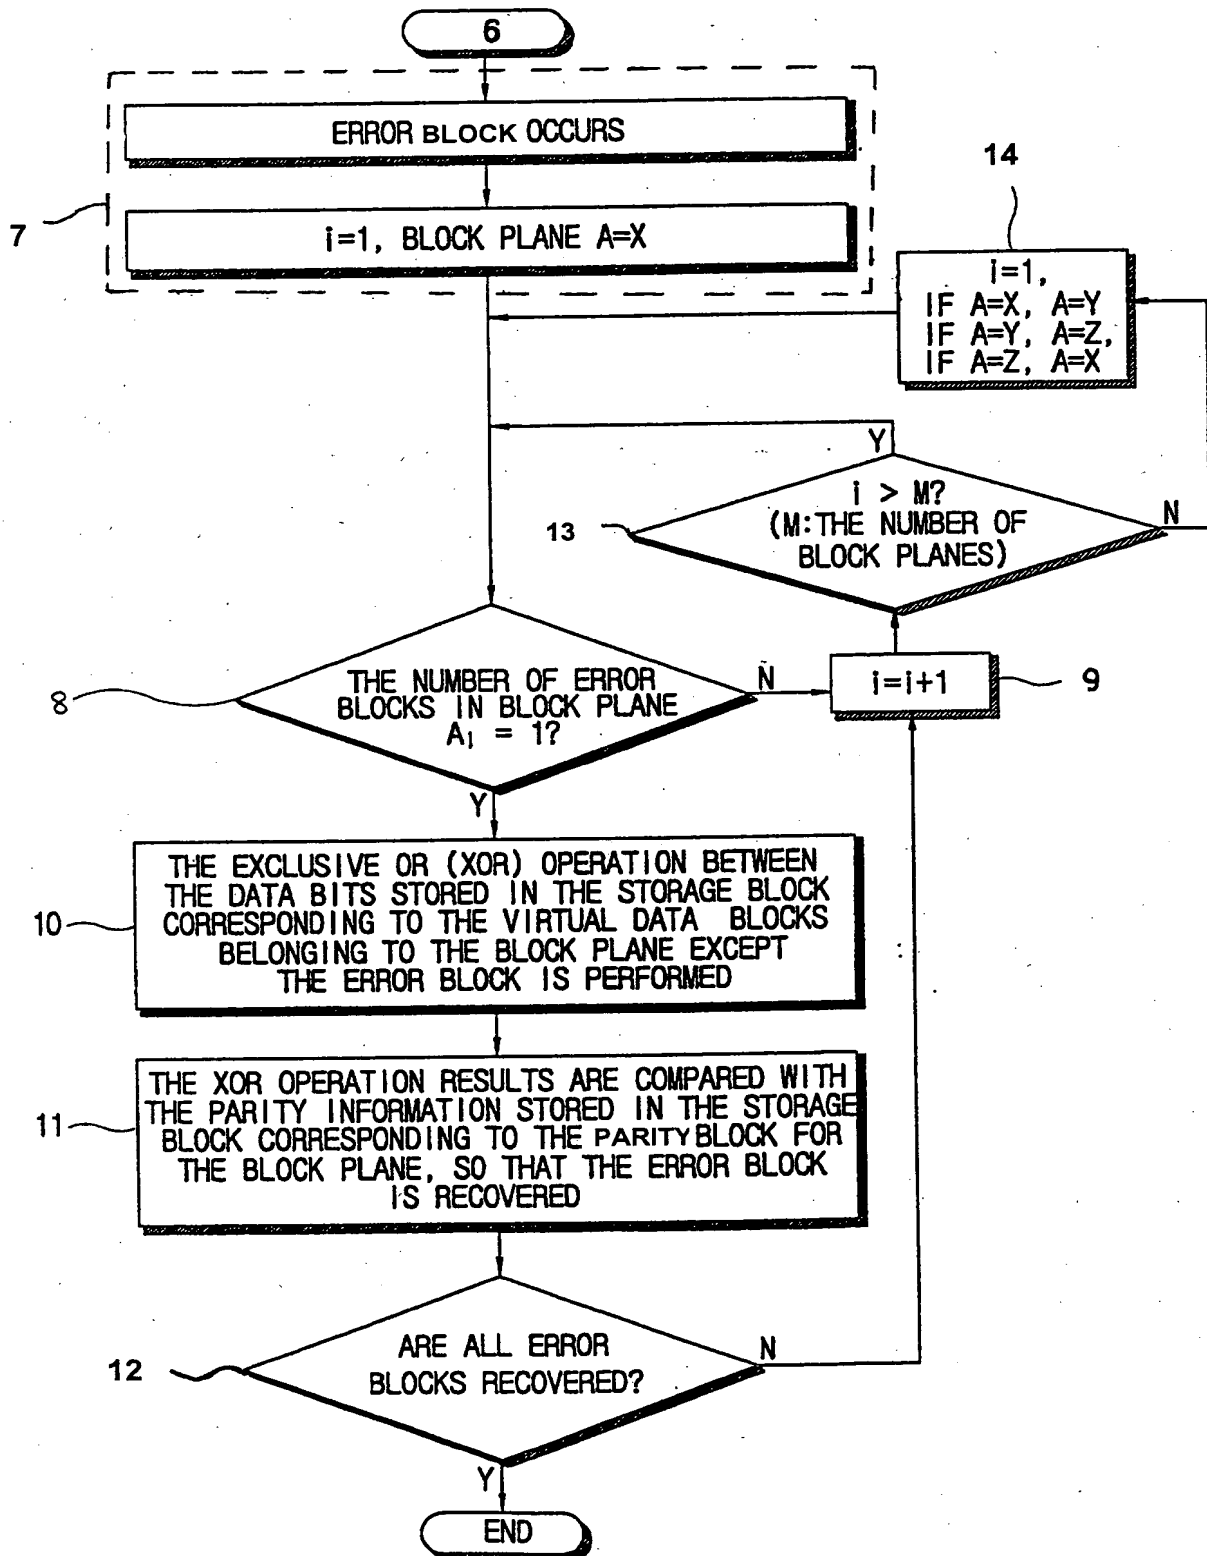 6
ERROR BLOCK OCCURS
7
i=1, BLOCK PLANE A=X
14
i=1,
IF A=X, A=Y
IF A=Y, A=Z,
IF A=Z, A=X
Y
i > M?
(M:THE NUMBER OF
BLOCK PLANES)
N
13
8
THE NUMBER OF ERROR
BLOCKS IN BLOCK PLANE
Ai = 1?
N
i=i+1
9
Y
10
THE EXCLUSIVE OR (XOR) OPERATION BETWEEN
THE DATA BITS STORED IN THE STORAGE BLOCK
CORRESPONDING TO THE VIRTUAL DATA BLOCKS
BELONGING TO THE BLOCK PLANE EXCEPT
THE ERROR BLOCK IS PERFORMED
11
THE XOR OPERATION RESULTS ARE COMPARED WITH
THE PARITY INFORMATION STORED IN THE STORAGE
BLOCK CORRESPONDING TO THE PARITY BLOCK FOR
THE BLOCK PLANE, SO THAT THE ERROR BLOCK
IS RECOVERED
12
ARE ALL ERROR
BLOCKS RECOVERED?
N
Y
END